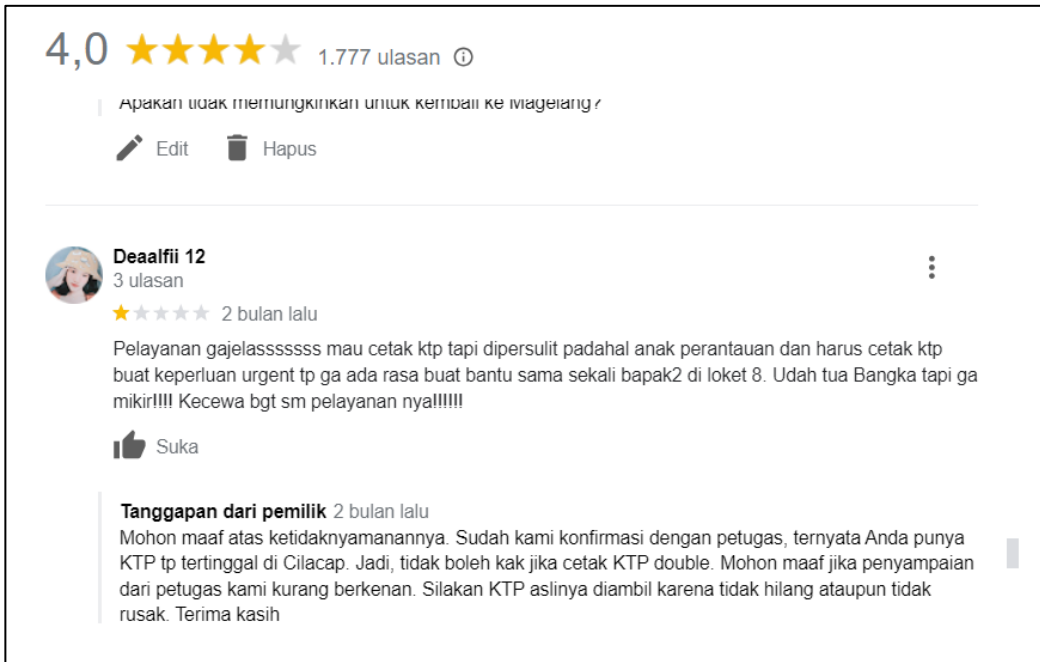 4,0 1.777 ulasan
Apakah tidak memungkinkan untuk kembali ke Magelang?
Edit Hapus
Deaalfii 12
3 ulasan
2 bulan lalu
Pelayanan gajelasssssss mau cetak ktp tapi dipersulit padahal anak perantauan dan harus cetak ktp
buat keperluan urgent tp ga ada rasa buat bantu sama sekali bapak2 di loket 8. Udah tua Bangka tapi ga
mikir!!!! Kecewa bgt sm pelayanan nya!!!!!!
Suka
Tanggapan dari pemilik 2 bulan lalu
Mohon maaf atas ketidaknyamanannya. Sudah kami konfirmasi dengan petugas, ternyata Anda punya
KTP tp tertinggal di Cilacap. Jadi, tidak boleh kak jika cetak KTP double. Mohon maaf jika penyampaian
dari petugas kami kurang berkenan. Silakan KTP aslinya diambil karena tidak hilang ataupun tidak
rusak. Terima kasih